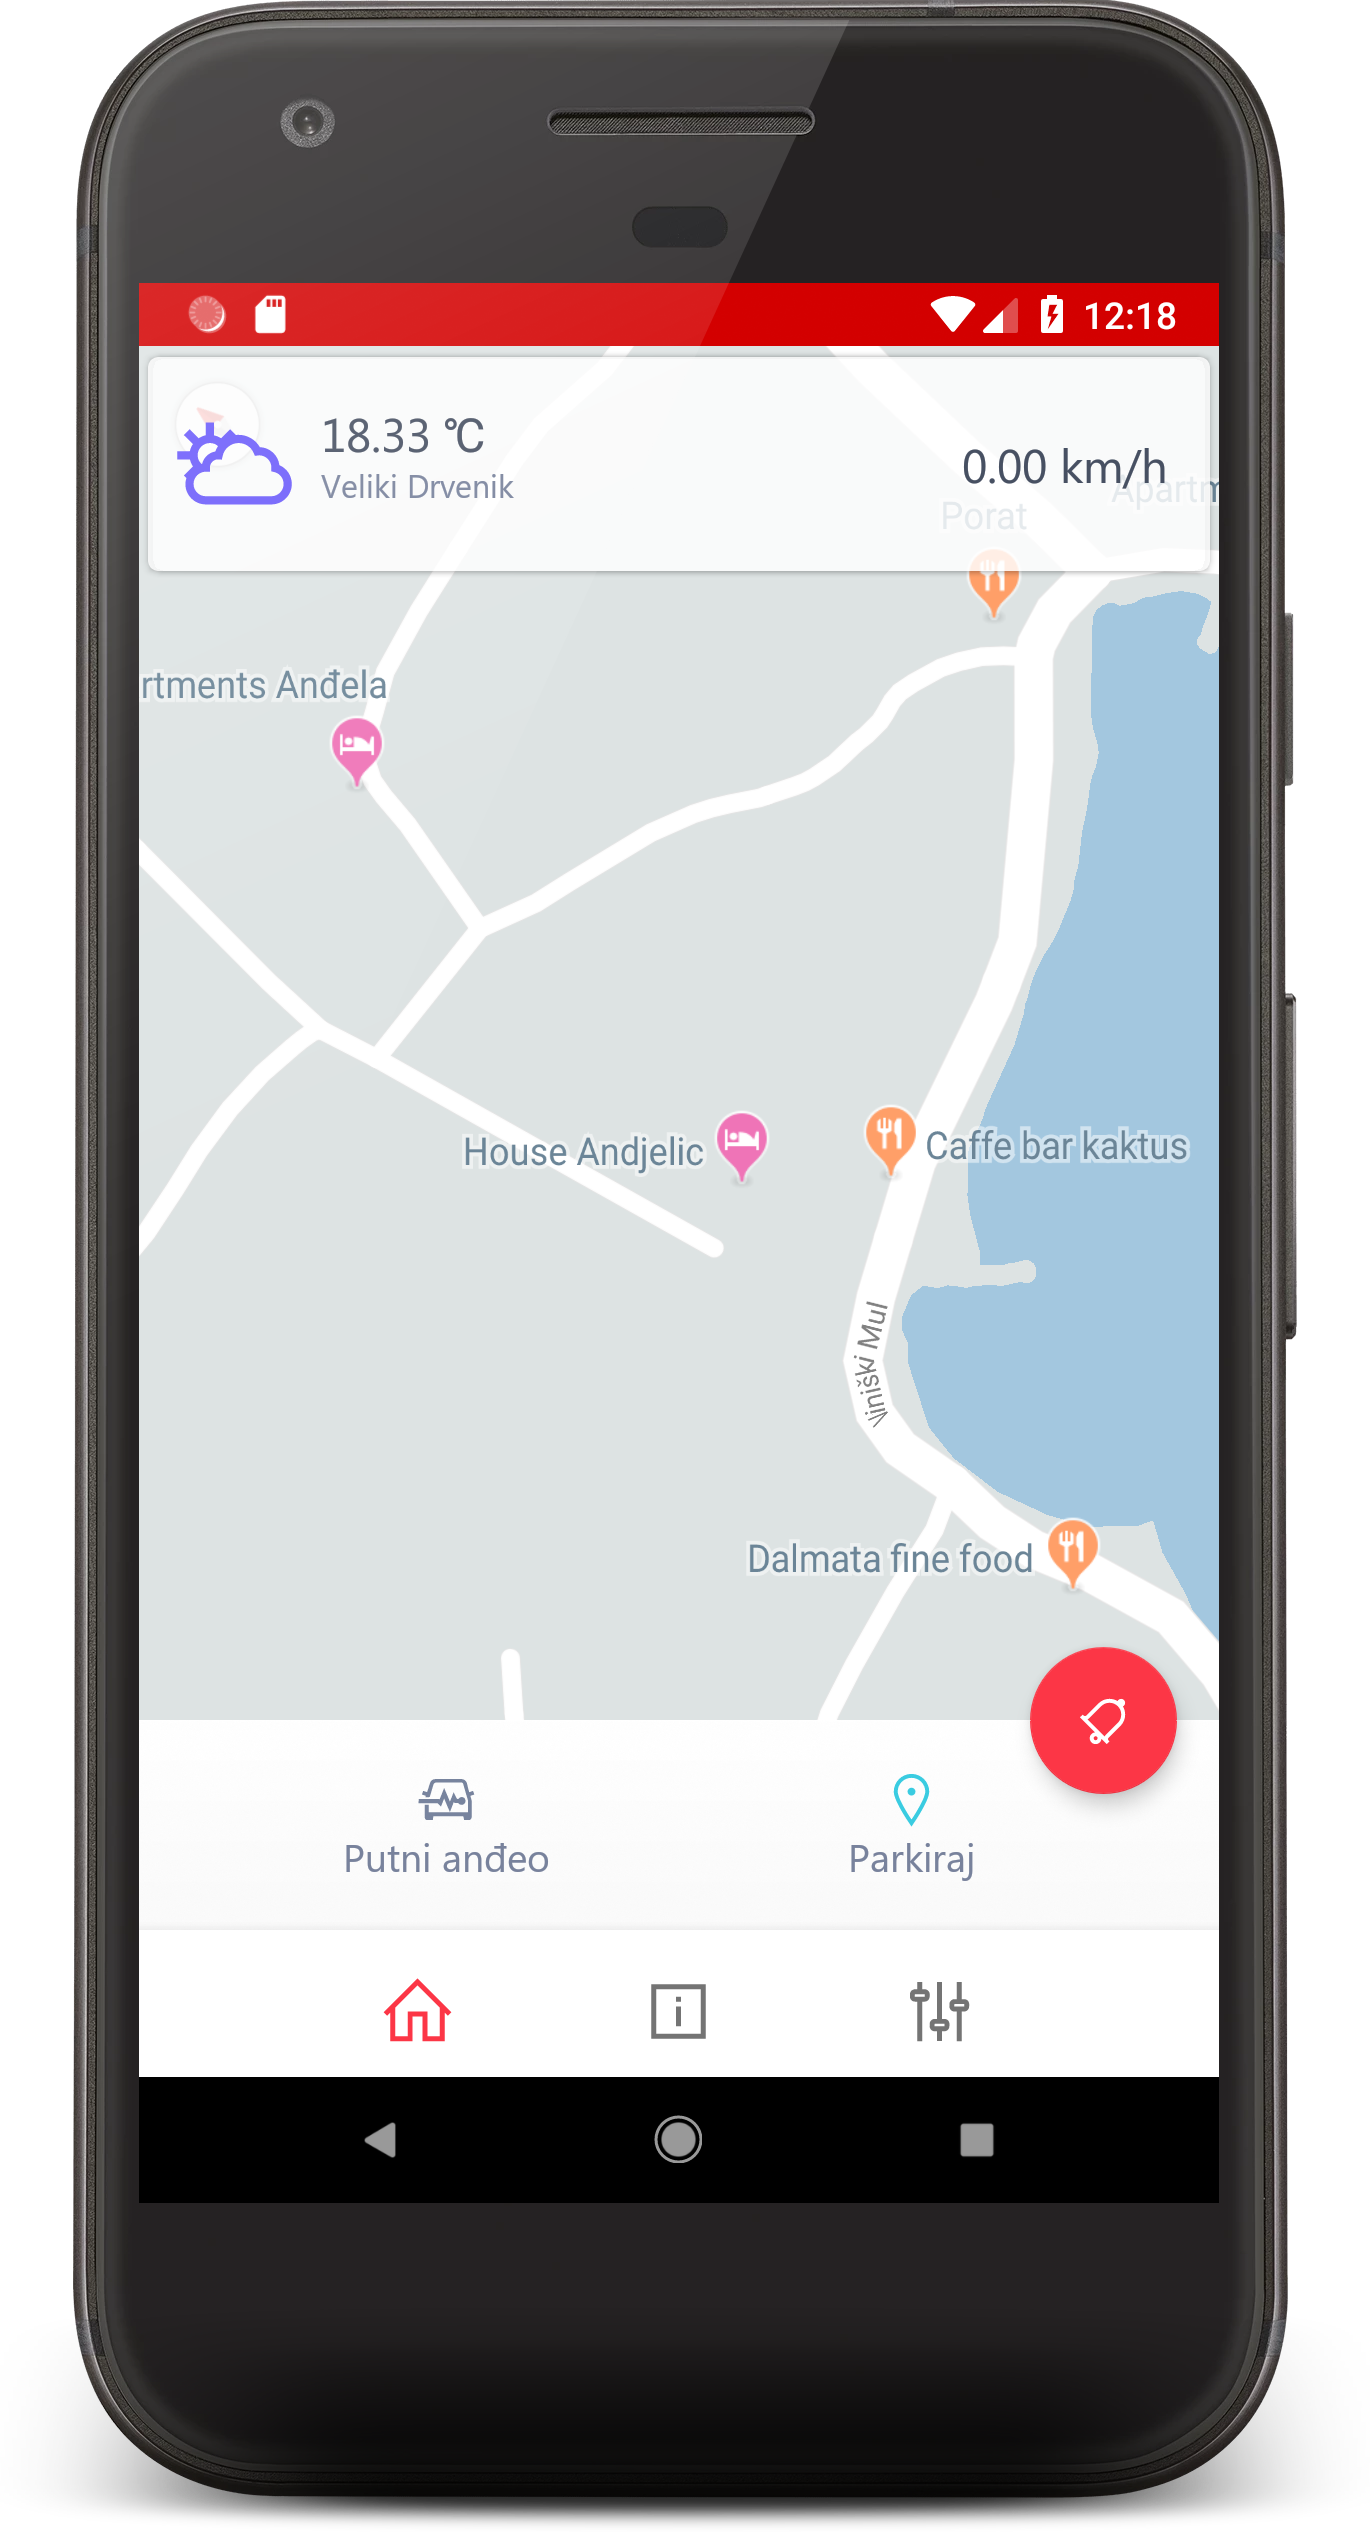 12:18
18.33 °C
Veliki Drvenik
0.00 km/h
Apartm
Porat
rtments Anđela
House Andjelic
Caffe bar kaktus
Viniški Mul
Dalmata fine food
Putni anđeo
Parkiraj